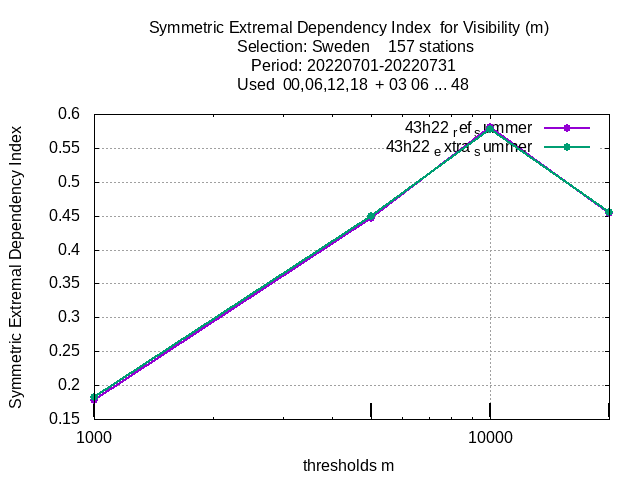 Symmetric Extremal Dependency Index for Visibility (m)
Selection: Sweden 157 stations
Period: 20220701-20220731
Used 00,06,12,18 + 03 06 ... 48
Symmetric Extremal Dependency Index
0.6
0.55
0.5
0.45
0.4
0.35
0.3
0.25
0.2
0.15
43h22refsummer
43h22extrasummer
1000
10000
thresholds m